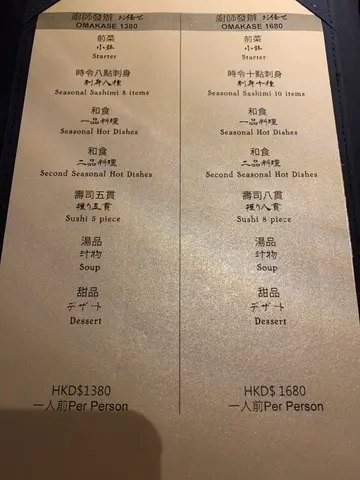 廚師發辦 お任せ
OMAKASE 1380
前菜
小鉢
Starter
時令八點刺身
刺身八種
Seasonal Sashimi 8 items
和食
一品料理
Seasonal Hot Dishes
和食
二品料理
Second Seasonal Hot Dishes
壽司五貫
握り五貫
Sushi 5 piece
湯品
汁物
Soup
甜品
デザート
Dessert
HKD$1380
一人前Per Person
廚師發辦 お任せ
OMAKASE 1680
前菜
小鉢
Starter
時令十點刺身
刺身十種
Seasonal Sashimi 10 items
和食
一品料理
Seasonal Hot Dishes
和食
二品料理
Second Seasonal Hot Dishes
壽司八貫
握り八貫
Sushi 8 piece
湯品
汁物
Soup
甜品
デザート
Dessert
HKD$ 1680
一人前Per Person